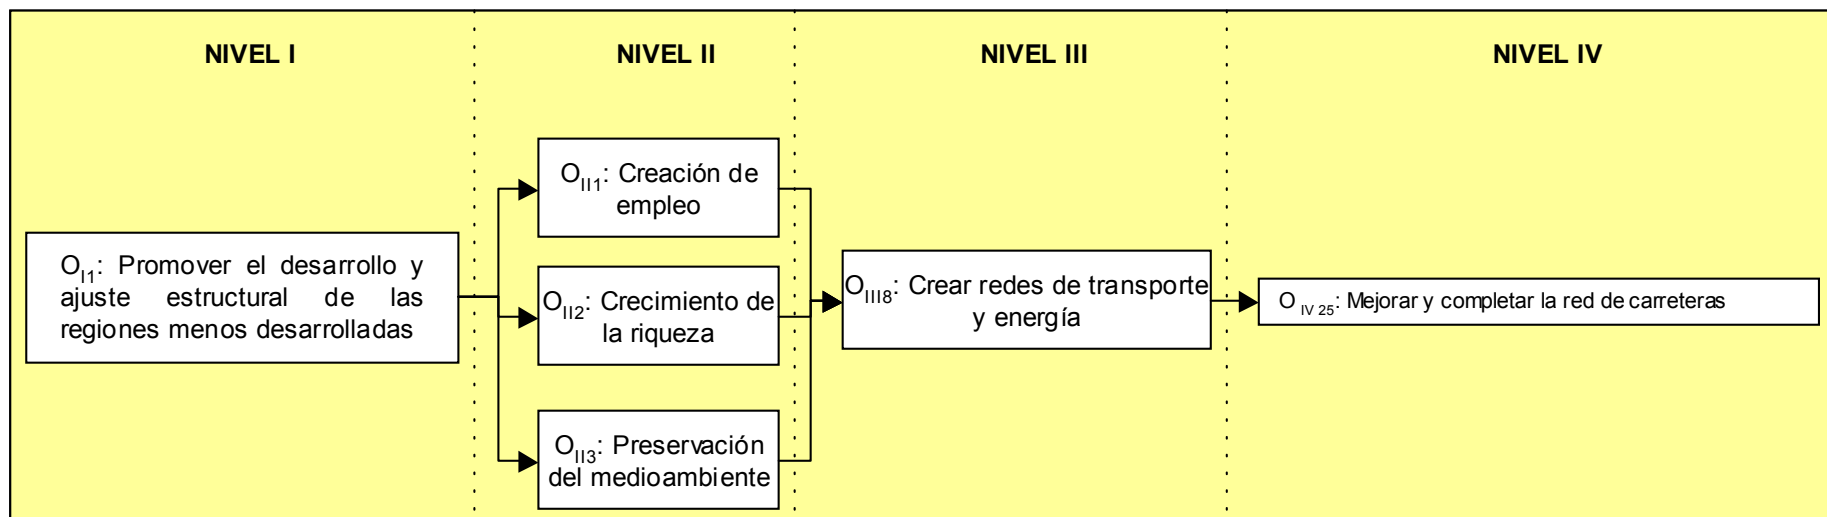 NIVEL I
NIVEL II
NIVEL III
NIVEL IV
O_I1: Promover el desarrollo y
ajuste estructural de las
regiones menos desarrolladas
O_II1: Creación de
empleo
O_II2: Crecimiento de
la riqueza
O_II3: Preservación
del medioambiente
O_III8: Crear redes de transporte
y energía
O_IV 25: Mejorar y completar la red de carreteras